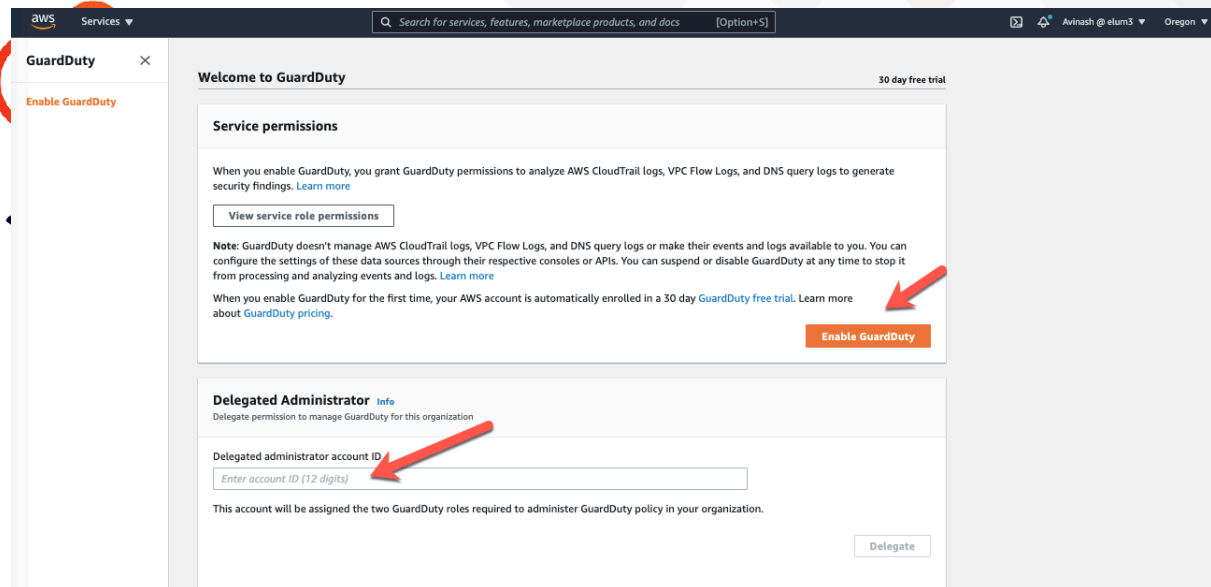 aws Services Search for services, features, marketplace products, and docs [Option+S] Avinash @ elum3 Oregon
GuardDuty
Enable GuardDuty
Welcome to GuardDuty 30 day free trial
Service permissions
When you enable GuardDuty, you grant GuardDuty permissions to analyze AWS CloudTrail logs, VPC Flow Logs, and DNS query logs to generate
security findings. Learn more
View service role permissions
Note: GuardDuty doesn't manage AWS CloudTrail logs, VPC Flow Logs, and DNS query logs or make their events and logs available to you. You can
configure the settings of these data sources through their respective consoles or APIs. You can suspend or disable GuardDuty at any time to stop it
from processing and analyzing events and logs. Learn more
When you enable GuardDuty for the first time, your AWS account is automatically enrolled in a 30 day GuardDuty free trial. Learn more
about GuardDuty pricing.
Enable GuardDuty
Delegated Administrator Info
Delegate permission to manage GuardDuty for this organization
Delegated administrator account ID
Enter account ID (12 digits)
This account will be assigned the two GuardDuty roles required to administer GuardDuty policy in your organization.
Delegate